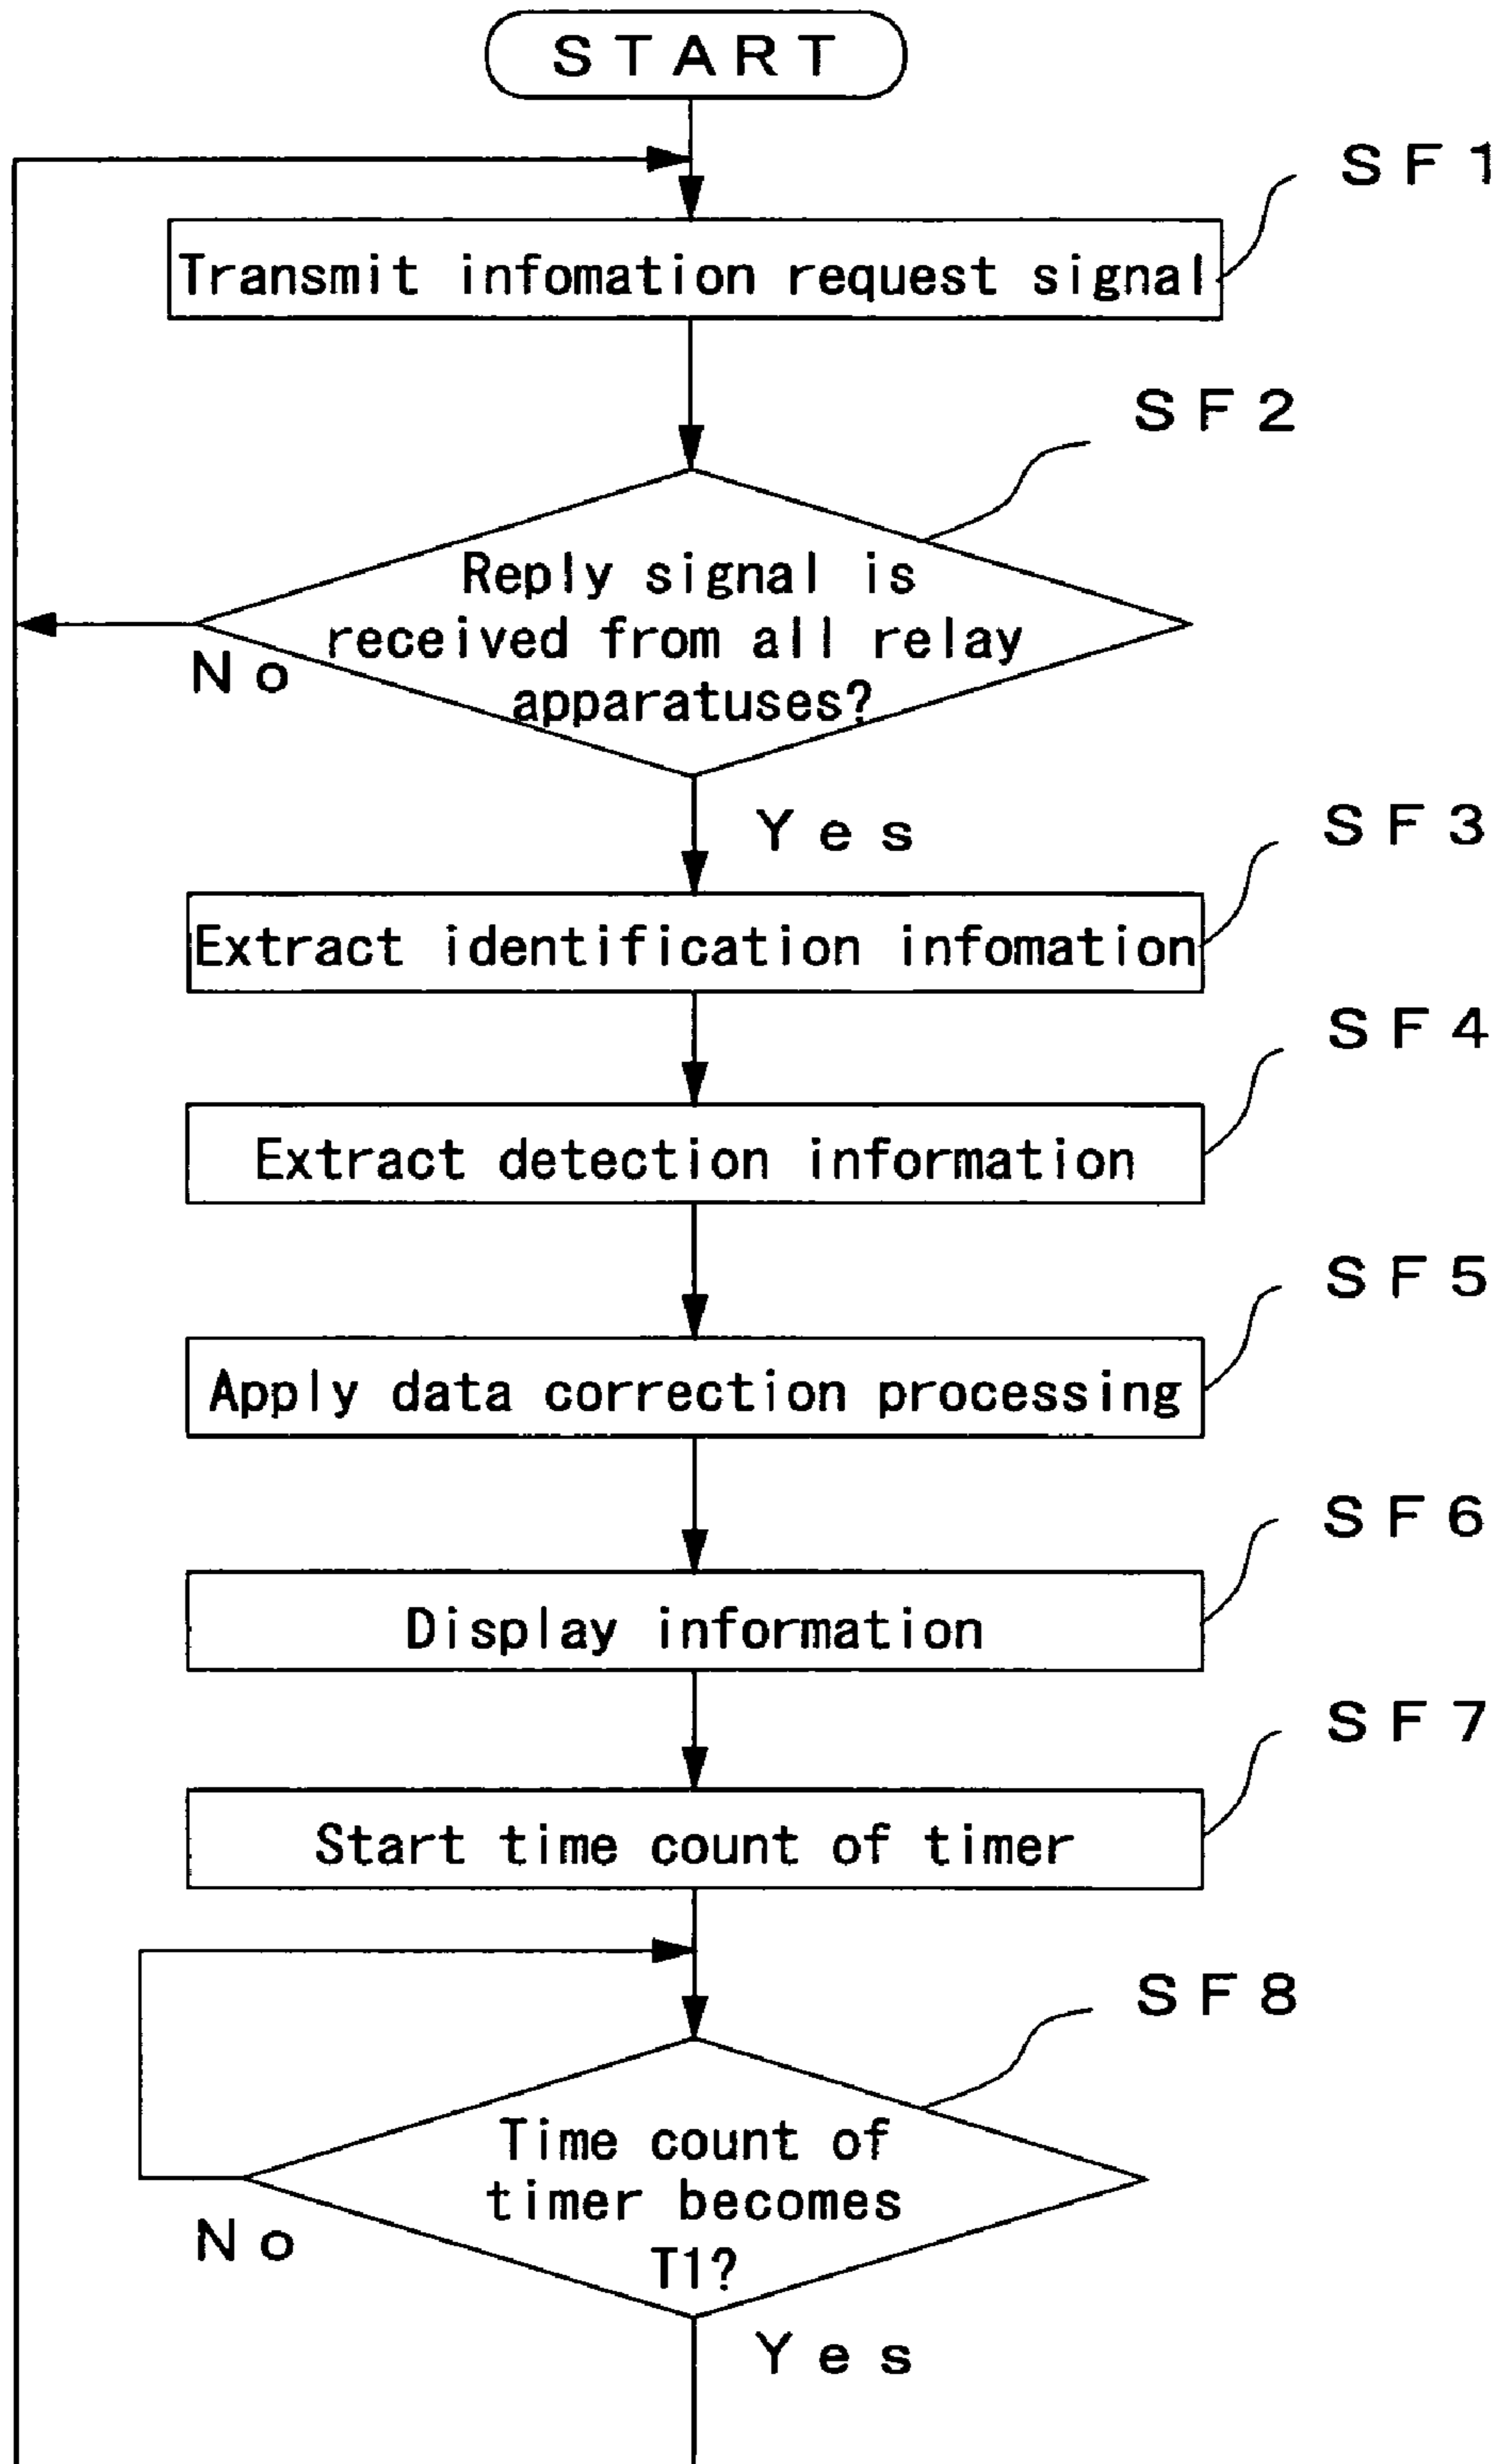 START
SF1
Transmit infomation request signal
SF2
Reply signal is
received from all relay
apparatuses?
No
Yes
SF3
Extract identification infomation
SF4
Extract detection information
SF5
Apply data correction processing
SF6
Display information
SF7
Start time count of timer
SF8
Time count of
timer becomes
T1?
No
Yes